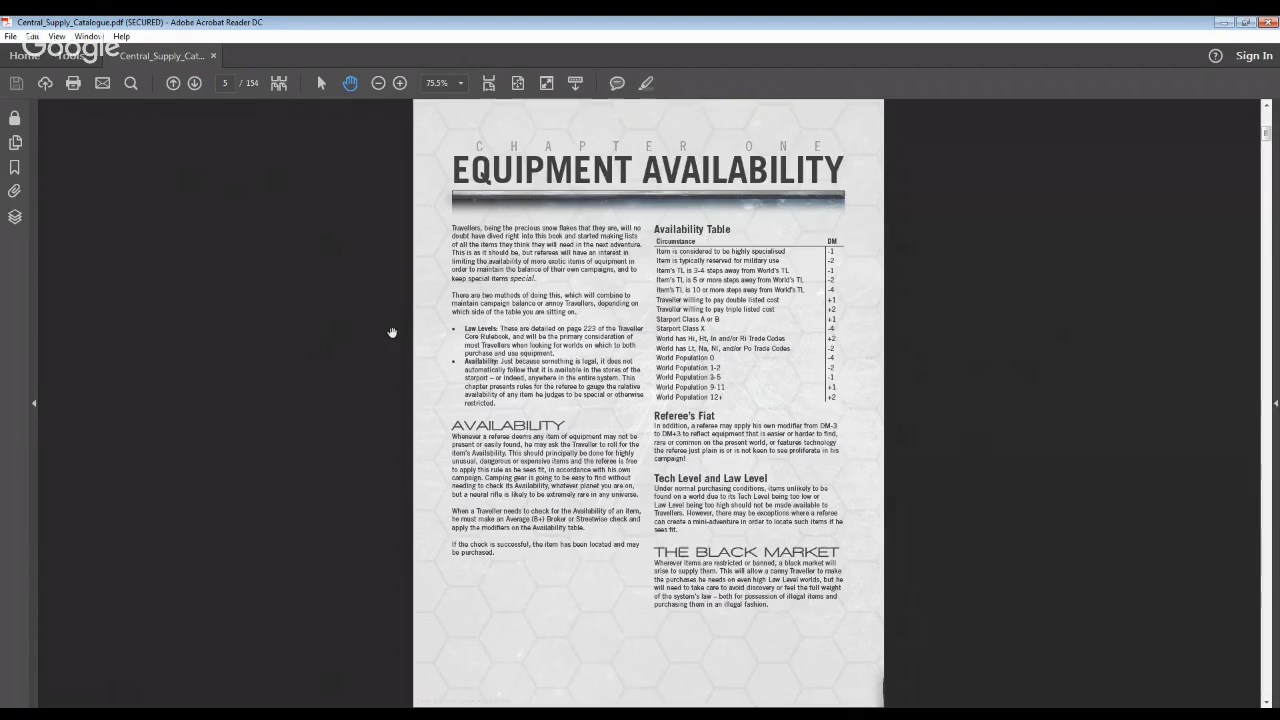 Central_Supply_Catalogue.pdf (SECURED) - Adobe Acrobat Reader DC
File Edit View Window Help
Google
Home Tools Central_Supply_Cat... × Sign In
5 / 154 75.5%
CHAPTER ONE
EQUIPMENT AVAILABILITY
Travellers, being the precious snow flakes that they are, will no
doubt have dived right into this book and started making lists
of all the items they think they will need in the next adventure.
This is as it should be, but referees will have an interest in
limiting the availability of more exotic items of equipment in
order to maintain the balance of their own campaigns, and to
keep special items special.
There are two methods of doing this, which will combine to
maintain campaign balance or annoy Travellers, depending on
which side of the table you are sitting on.
• Law Levels: These are detailed on page 223 of the Traveller
Core Rulebook, and will be the primary consideration of
most Travellers when looking for worlds on which to both
purchase and use equipment.
• Availability: Just because something is legal, it does not
automatically follow that it is available in the stores of the
starport – or indeed, anywhere in the entire system. This
chapter presents rules for the referee to gauge the relative
availability of any item he judges to be special or otherwise
restricted.
AVAILABILITY
Whenever a referee deems any item of equipment may not be
present or easily found, he may ask the Traveller to roll for the
item's Availability. This should principally be done for highly
unusual, dangerous or expensive items and the referee is free
to apply this rule as he sees fit, in accordance with his own
campaign. Camping gear is going to be easy to find without
needing to check its Availability, whatever planet you are on,
but a neural rifle is likely to be extremely rare in any universe.
When a Traveller needs to check for the Availability of an item,
he must make an Average (8+) Broker or Streetwise check and
apply the modifiers on the Availability table.
If the check is successful, the item has been located and may
be purchased.
Availability Table
Circumstance DM
Item is considered to be highly specialised -1
Item is typically reserved for military use -2
Item's TL is 3-4 steps away from World's TL -1
Item's TL is 5 or more steps away from World's TL -2
Item's TL is 10 or more steps away from World's TL -4
Traveller willing to pay double listed cost +1
Traveller willing to pay triple listed cost +2
Starport Class A or B +1
Starport Class X -4
World has Hi, Ht, In and/or Ri Trade Codes +2
World has Lt, Na, NI, and/or Po Trade Codes -2
World Population 0 -4
World Population 1-2 -2
World Population 3-5 -1
World Population 9-11 +1
World Population 12+ +2
Referee's Fiat
In addition, a referee may apply his own modifier from DM-3
to DM+3 to reflect equipment that is easier or harder to find,
rare or common on the present world, or features technology
the referee just plain is or is not keen to see proliferate in his
campaign!
Tech Level and Law Level
Under normal purchasing conditions, items unlikely to be
found on a world due to its Tech Level being too low or
Law Level being too high should not be made available to
Travellers. However, there may be exceptions where a referee
can create a mini-adventure in order to locate such items if he
sees fit.
THE BLACK MARKET
Wherever items are restricted or banned, a black market will
arise to supply them. This will allow a canny Traveller to make
the purchases he needs on even high Law Level worlds, but he
will need to take care to avoid discovery or feel the full weight
of the system's law – both for possession of illegal items and
purchasing them in an illegal fashion.